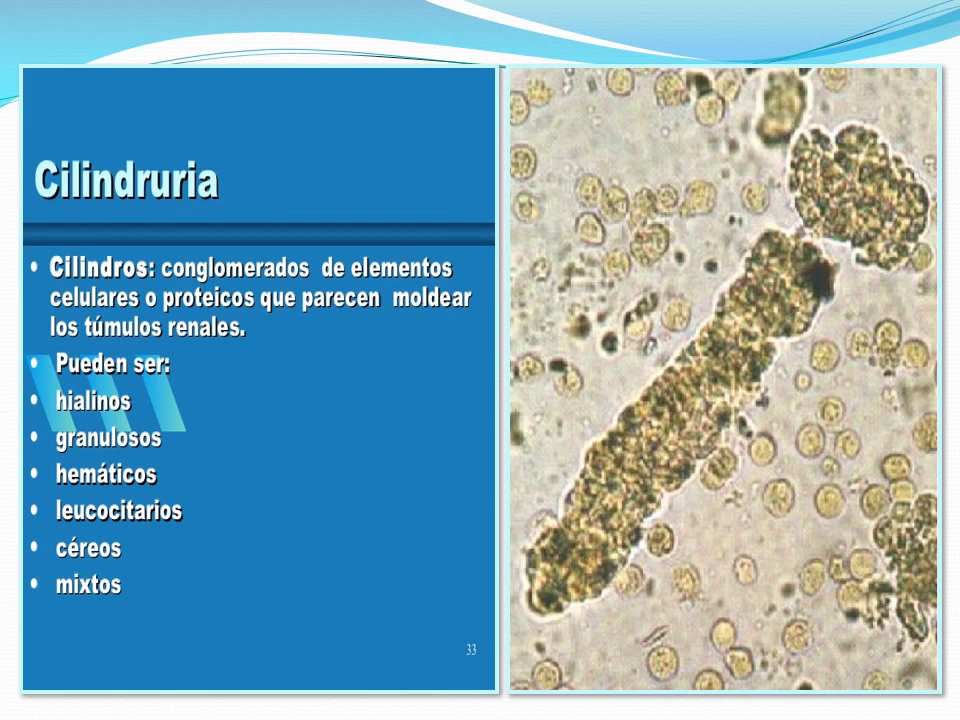 Cilindruria
• Cilindros: conglomerados de elementos
celulares o proteicos que parecen moldear
los túmulos renales.
• Pueden ser:
• hialinos
• granulosos
• hemáticos
• leucocitarios
• céreos
• mixtos
33